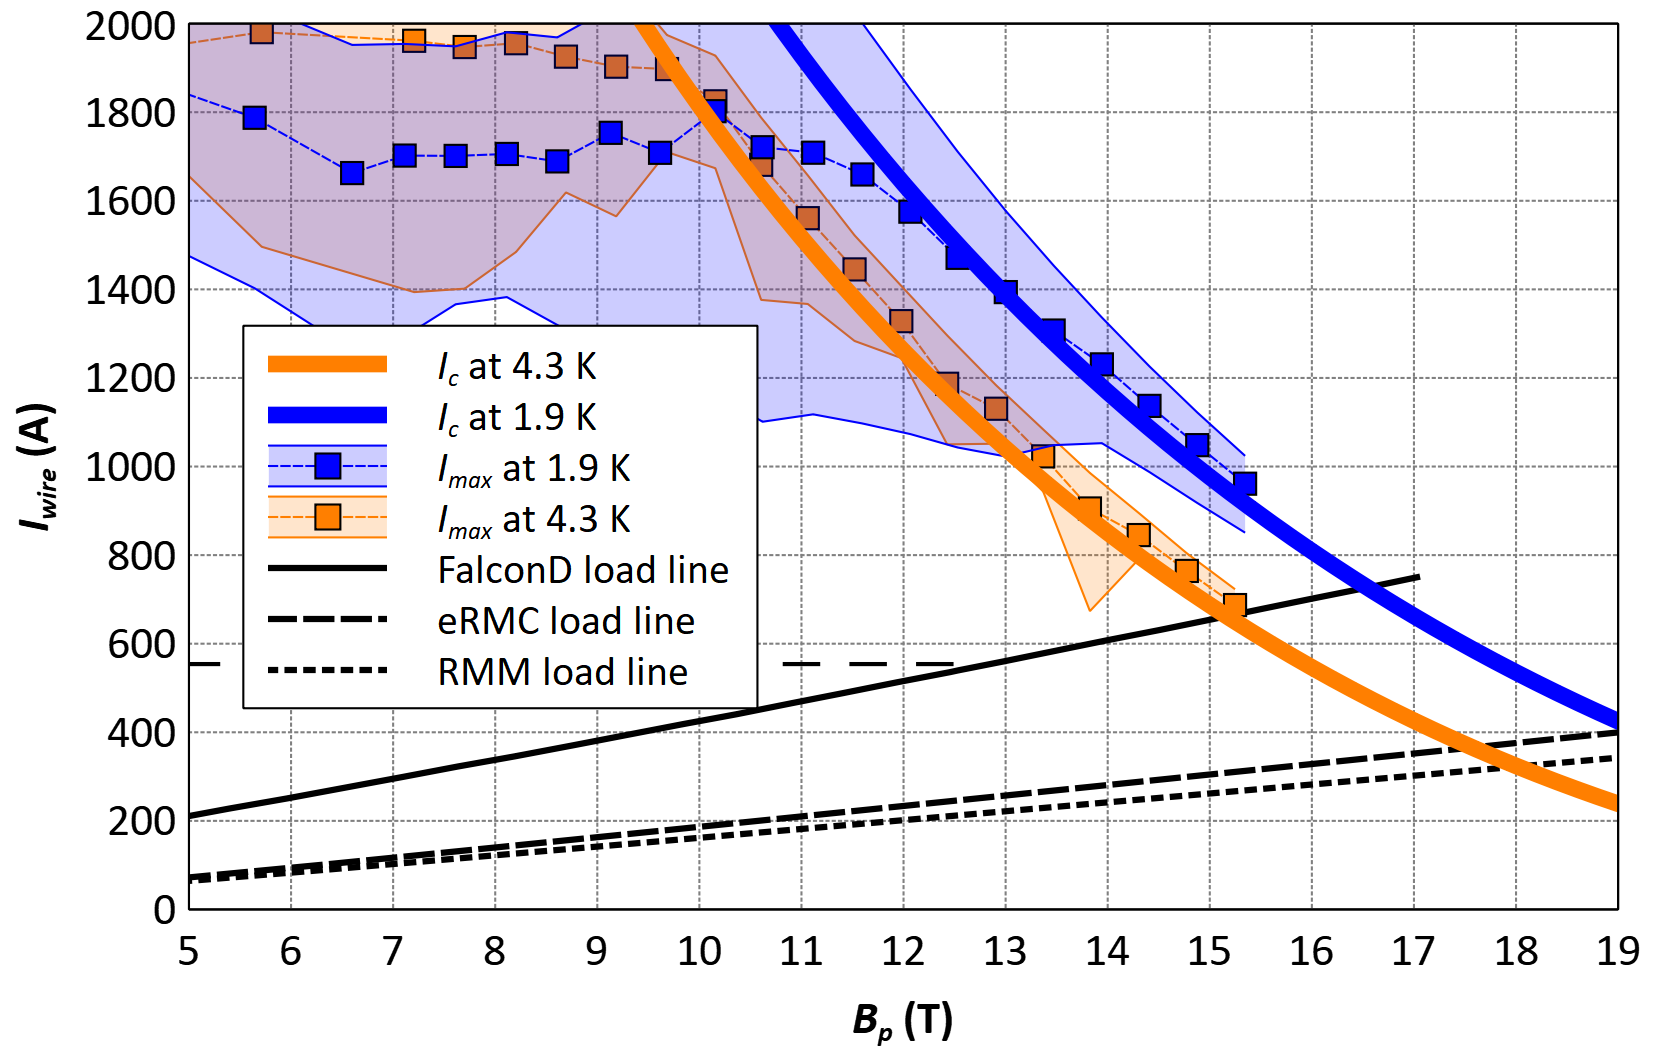 2000
1800
1600
1400
1200
1000
800
600
400
200
0
I_wire (A)
I_c at 4.3 K
I_c at 1.9 K
I_max at 1.9 K
I_max at 4.3 K
FalconD load line
eRMC load line
RMM load line
5 6 7 8 9 10 11 12 13 14 15 16 17 18 19
B_p (T)